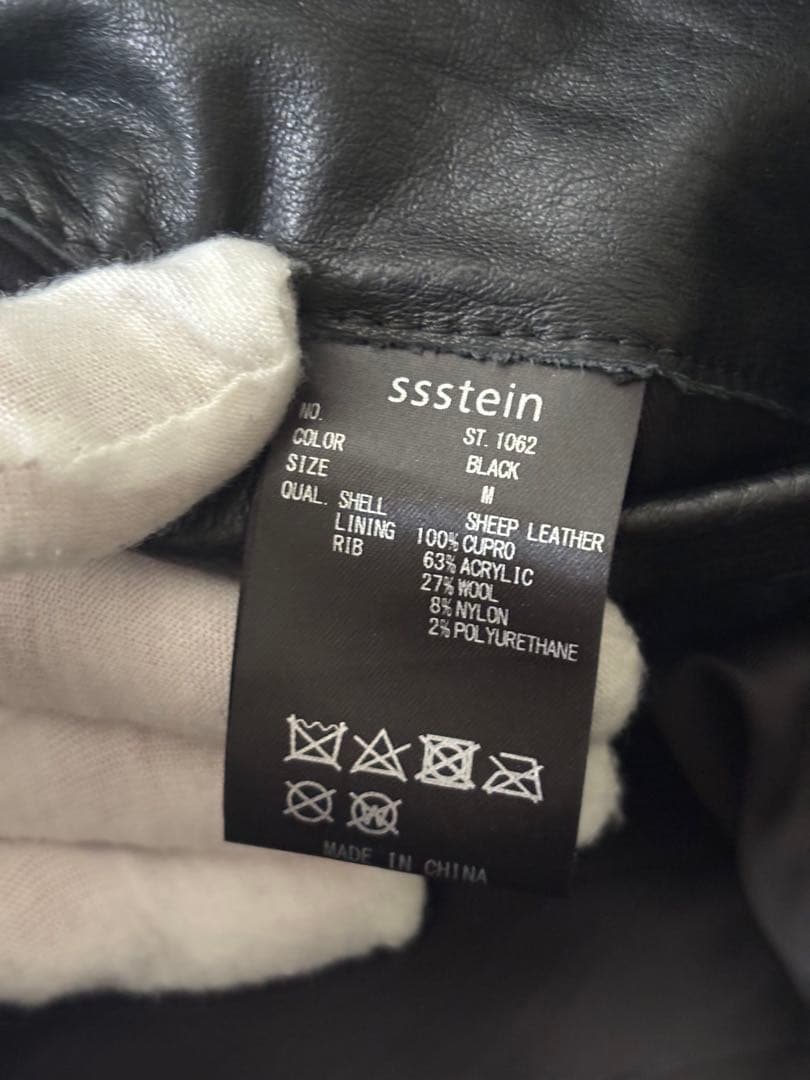 ssstein
NO. ST. 1062
COLOR BLACK
SIZE M
QUAL. SHELL SHEEP LEATHER
LINING 100% CUPRO
RIB 63% ACRYLIC
27% WOOL
8% NYLON
2% POLYURETHANE
W
MADE IN CHINA